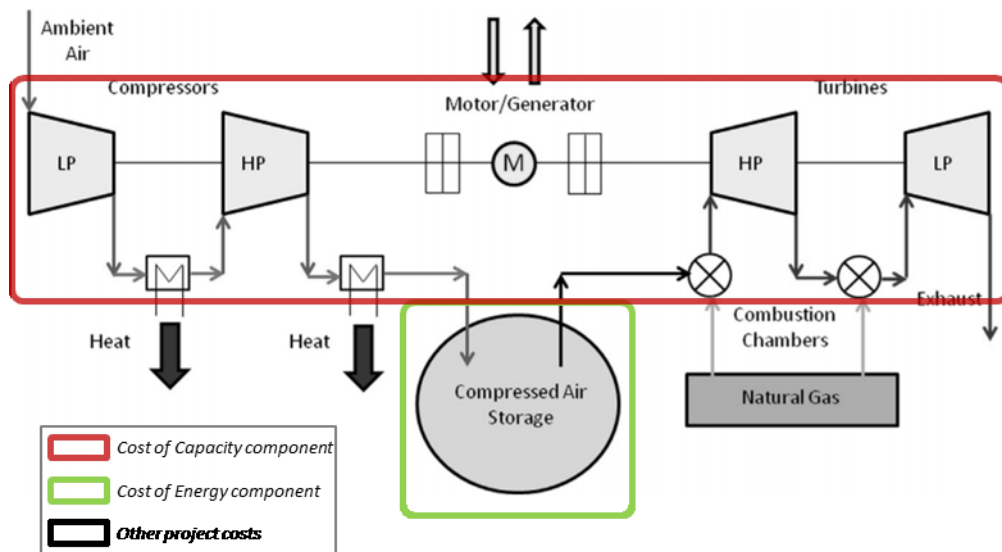 Ambient
Air
Compressors
Motor/Generator
Turbines
LP
HP
M
HP
LP
Heat
Heat
Combustion
Chambers
Exhaust
Compressed Air
Storage
Natural Gas
Cost of Capacity component
Cost of Energy component
Other project costs